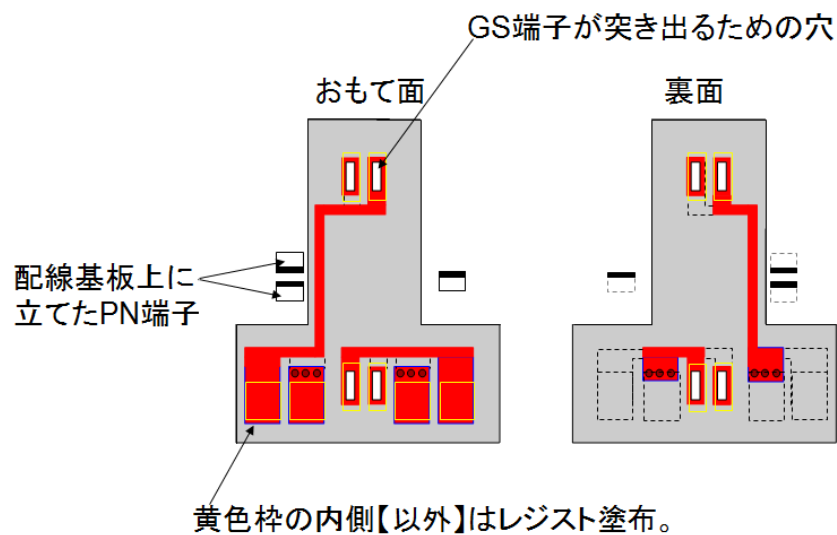 GS端子が突き出るための穴
おもて面
裏面
配線基板上に
立てたPN端子
黄色枠の内側【以外】はレジスト塗布。